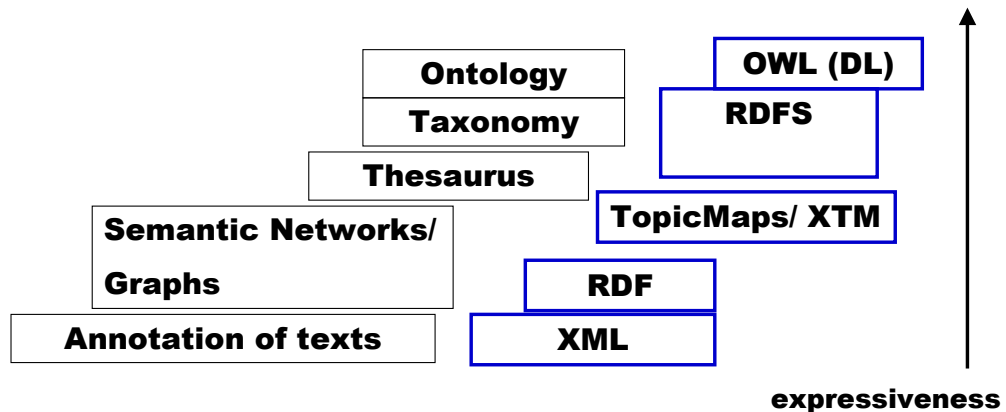 Ontology
OWL (DL)
Taxonomy
RDFS
Thesaurus
TopicMaps/ XTM
Semantic Networks/
Graphs
RDF
Annotation of texts
XML
expressiveness